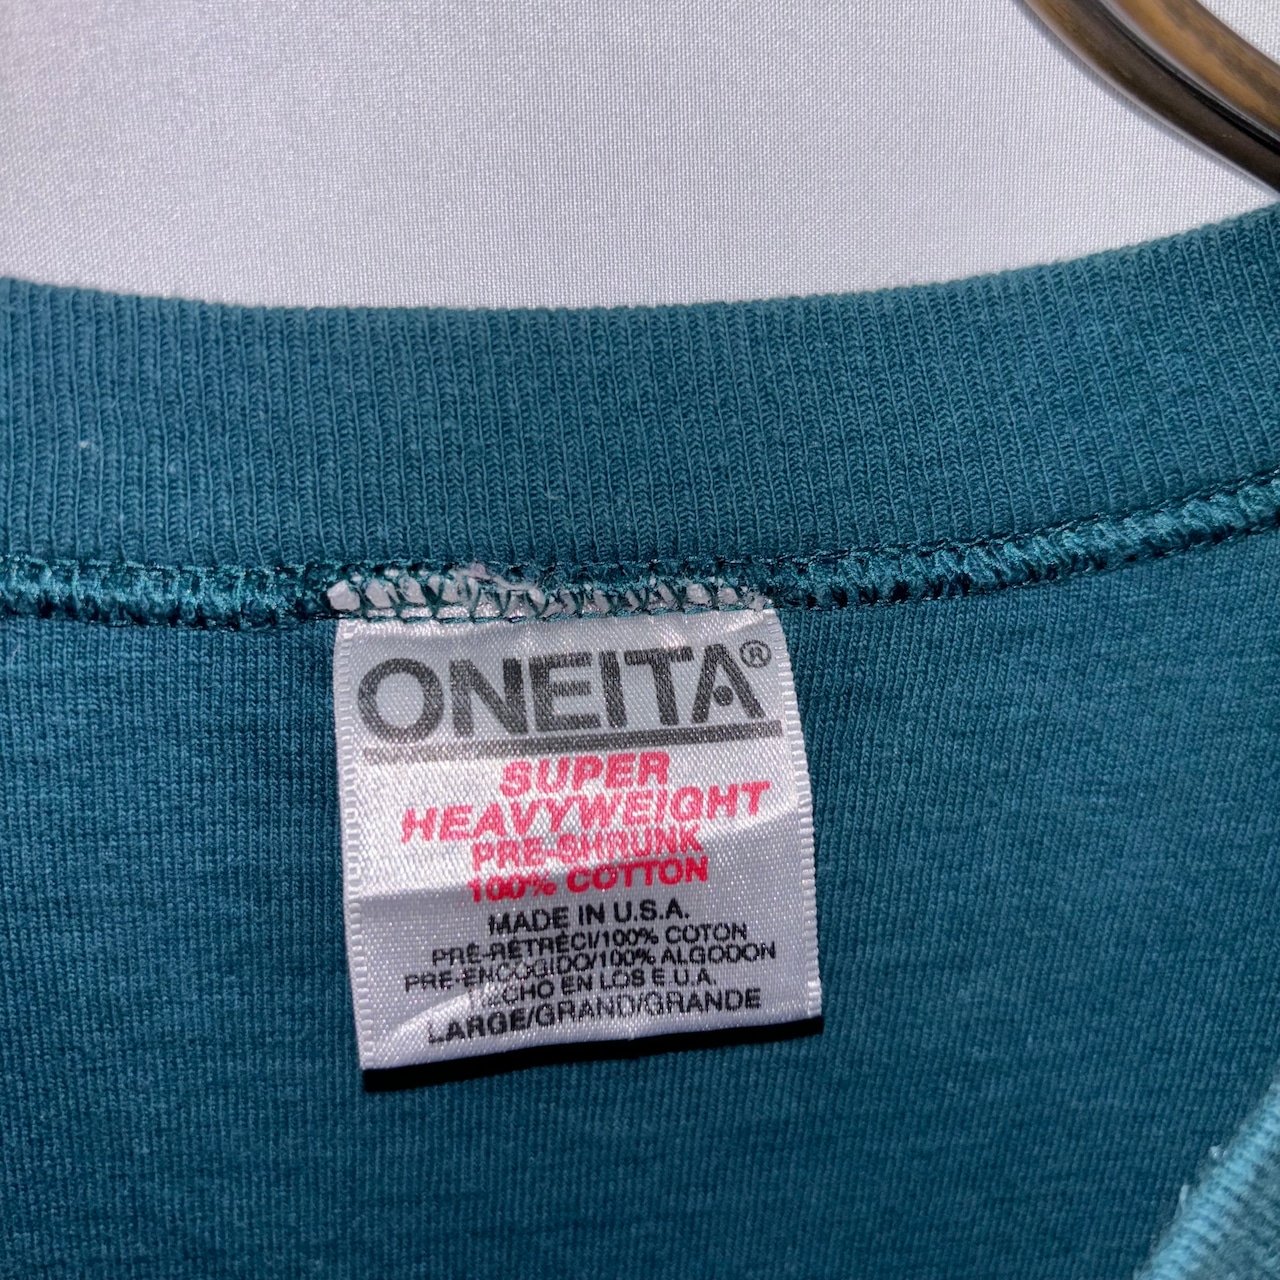 ONEITA®
SUPER
HEAVYWEIGHT
PRE-SHRUNK
100% COTTON
MADE IN U.S.A.
PRÉ-RÉTRÉCI/100% COTON
PRE-ENCOGIDO/100% ALGODON
HECHO EN LOS E.U.A.
LARGE/GRAND/GRANDE